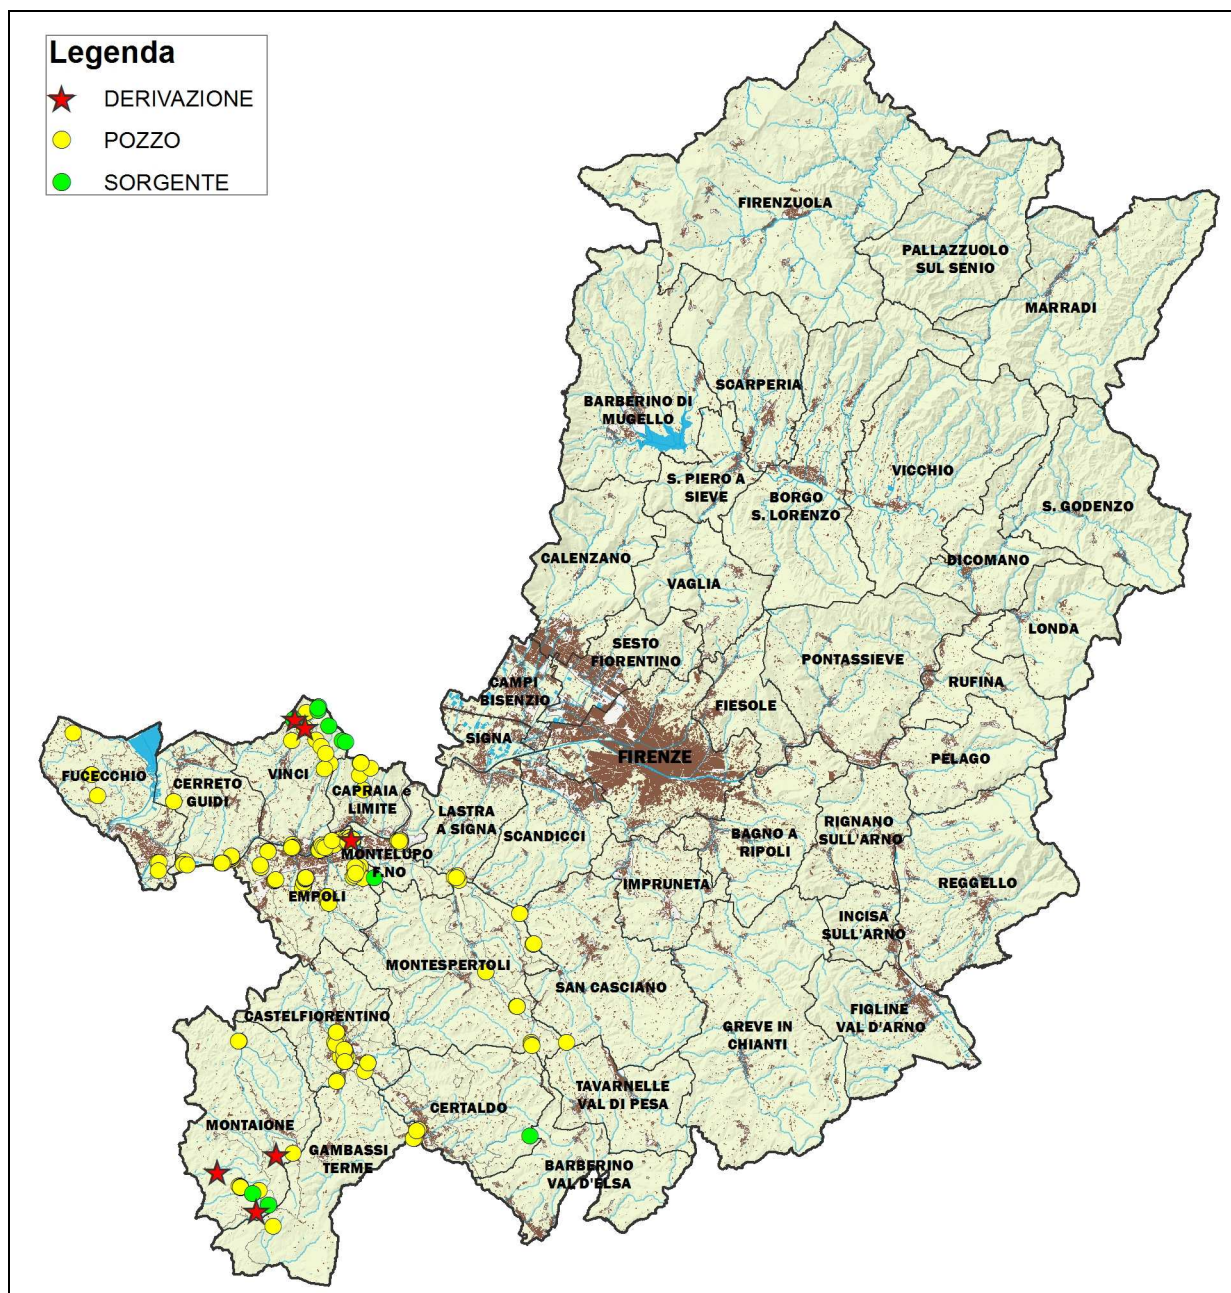 Legenda
DERIVAZIONE
POZZO
SORGENTE
FIRENZUOLA
PALLAZZUOLO
SUL SENIO
MARRADI
SCARPERIA
BARBERINO DI
MUGELLO
VICCHIO
S. PIERO A
SIEVE
BORGO
S. LORENZO
S. GODENZO
CALENZANO
DICOMANO
VAGLIA
LONDA
SESTO
FIORENTINO
PONTASSIEVE
RUFINA
CAMPI
BISENZIO
FIESOLE
SIGNA
FIRENZE
PELAGO
FUCECCHIO
CERRETO
GUIDI
VINCI
CAPRAIA e
LIMITE
LASTRA
A SIGNA
SCANDICCI
BAGNO A
RIPOLI
RIGNANO
SULL'ARNO
MONTELUPO
F.NO
EMPOLI
IMPRUNETA
REGGELLO
INCISA
SULL'ARNO
MONTESPERTOLI
SAN CASCIANO
CASTELFIORENTINO
GREVE IN
CHIANTI
FIGLINE
VAL D'ARNO
TAVARNELLE
VAL DI PESA
CERTALDO
MONTAIONE
GAMBASSI
TERME
BARBERINO
VAL D'ELSA